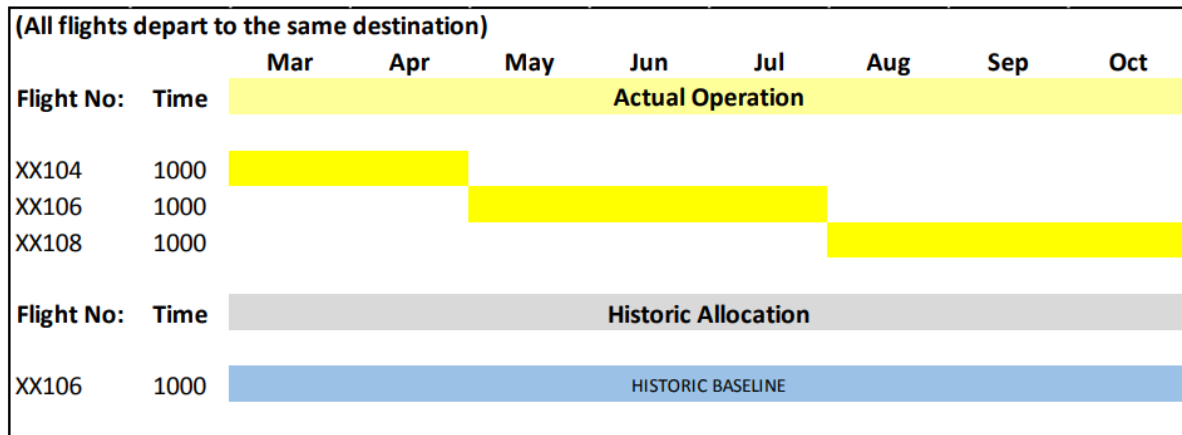 (All flights depart to the same destination)
Mar Apr May Jun Jul Aug Sep Oct
Flight No: Time Actual Operation
XX104 1000
XX106 1000
XX108 1000
Flight No: Time Historic Allocation
XX106 1000 HISTORIC BASELINE